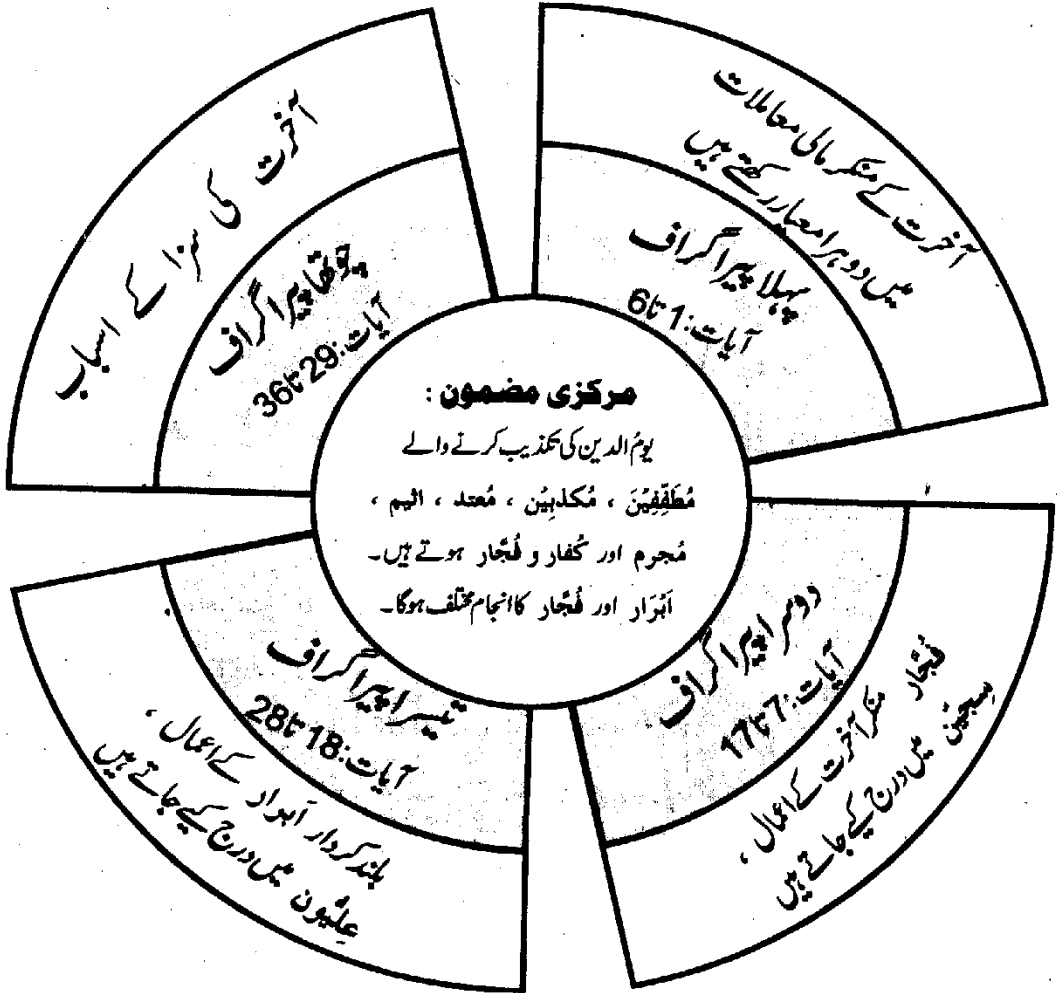 آخرت کے منکر مالی معاملات
میں دوہرا معیار رکھتے ہیں
پہلا پیراگراف
آیات: 1 تا 6
فُجَّار منکر آخرت کے اعمال ،
سِجِّین میں درج کیے جاتے ہیں
دوسرا پیراگراف
آیات: 7 تا 17
تیسرا پیراگراف
آیات: 18 تا 28
بلند کردار اَبرار کے اعمال ،
عِلِّیُون میں درج کیے جاتے ہیں
آخرت کی سزا کے اسباب
چوتھا پیراگراف
آیات: 29 تا 36
مرکزی مضمون :
یومُ الدین کی تکذیب کرنے والے
مُطَفِّفِیْنَ ، مُکذبِیْن ، مُعتد ، اثیم ،
مُجرم اور کُفار و فُجَّار ہوتے ہیں۔
اَبْرَار اور فُجَّار کا انجام مختلف ہوگا۔